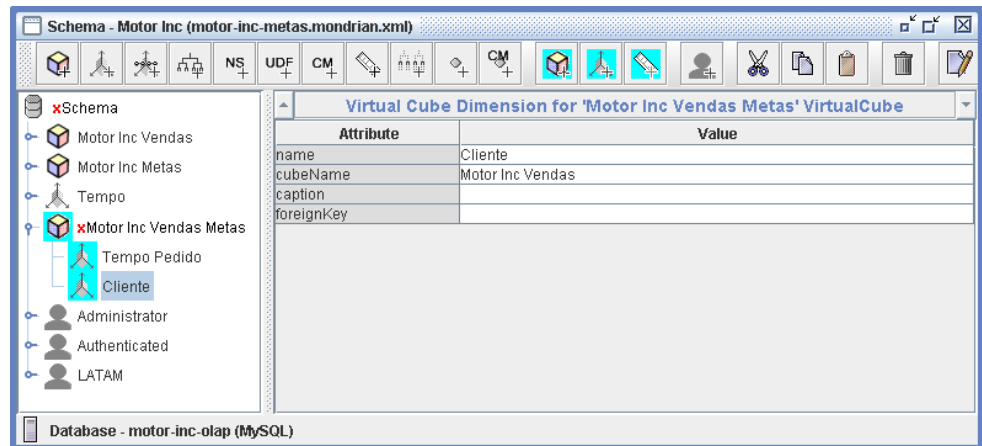 Schema - Motor Inc (motor-inc-metas.mondrian.xml)
NS UDF CM CM
xSchema
Motor Inc Vendas
Motor Inc Metas
Tempo
xMotor Inc Vendas Metas
Tempo Pedido
Cliente
Administrator
Authenticated
LATAM
Virtual Cube Dimension for 'Motor Inc Vendas Metas' VirtualCube
Attribute Value
name Cliente
cubeName Motor Inc Vendas
caption
foreignKey
Database - motor-inc-olap (MySQL)